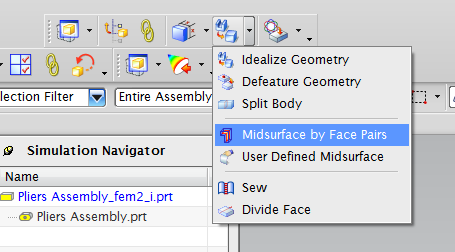 Idealize Geometry
Defeature Geometry
Split Body
lection Filter
Entire Assembly
Midsurface by Face Pairs
Simulation Navigator
User Defined Midsurface
Name
Sew
Pliers Assembly_fem2_i.prt
Divide Face
Pliers Assembly.prt